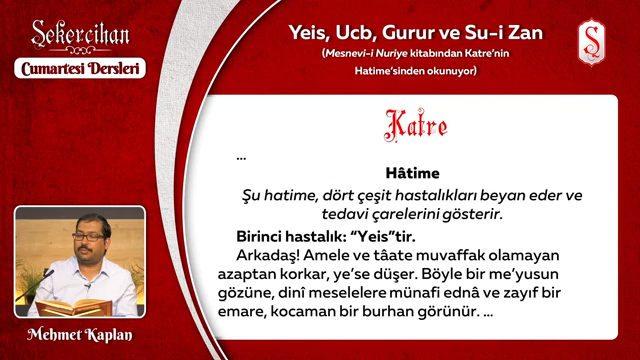 Şekercihan
Cumartesi Dersleri
Yeis, Ucb, Gurur ve Su-i Zan
(Mesnevi-i Nuriye kitabından Katre'nin
Hatime'sinden okunuyor)
Ş
Katre
...
Hâtime
Şu hatime, dört çeşit hastalıkları beyan eder ve
tedavi çarelerini gösterir.
Birinci hastalık: “Yeis”tir.
Arkadaş! Amele ve tâate muvaffak olamayan
azaptan korkar, ye’se düşer. Böyle bir me’yusun
gözüne, dinî meselelere münafi ednâ ve zayıf bir
emare, kocaman bir burhan görünür. ...
Mehmet Kaplan